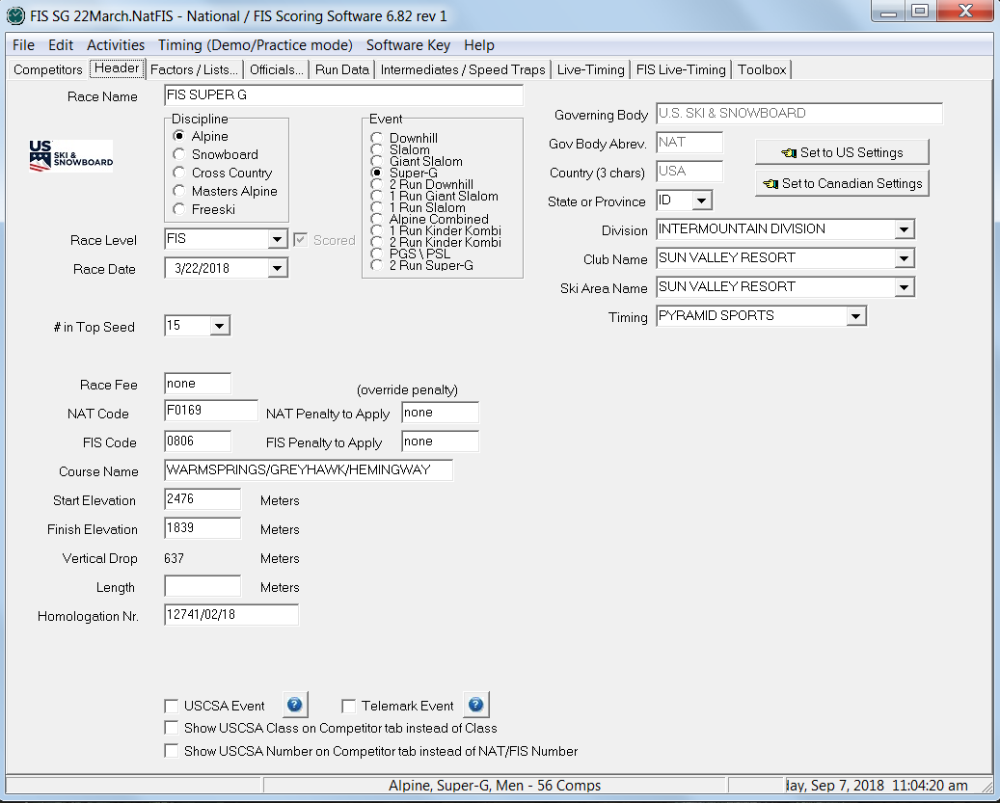 FIS SG 22March.NatFIS - National / FIS Scoring Software 6.82 rev 1
File Edit Activities Timing (Demo/Practice mode) Software Key Help
Competitors Header Factors / Lists... Officials... Run Data Intermediates / Speed Traps Live-Timing FIS Live-Timing Toolbox
Race Name FIS SUPER G
US SKI & SNOWBOARD
Discipline
Alpine
Snowboard
Cross Country
Masters Alpine
Freeski
Event
Downhill
Slalom
Giant Slalom
Super-G
2 Run Downhill
1 Run Giant Slalom
1 Run Slalom
Alpine Combined
1 Run Kinder Kombi
2 Run Kinder Kombi
PGS \ PSL
2 Run Super-G
Race Level FIS Scored
Race Date 3/22/2018
# in Top Seed 15
Governing Body U.S. SKI & SNOWBOARD
Gov Body Abrev. NAT
Country (3 chars) USA
Set to US Settings
Set to Canadian Settings
State or Province ID
Division INTERMOUNTAIN DIVISION
Club Name SUN VALLEY RESORT
Ski Area Name SUN VALLEY RESORT
Timing PYRAMID SPORTS
Race Fee none
(override penalty)
NAT Code F0169 NAT Penalty to Apply none
FIS Code 0806 FIS Penalty to Apply none
Course Name WARMSPRINGS/GREYHAWK/HEMINGWAY
Start Elevation 2476 Meters
Finish Elevation 1839 Meters
Vertical Drop 637 Meters
Length Meters
Homologation Nr. 12741/02/18
USCSA Event ? Telemark Event ?
Show USCSA Class on Competitor tab instead of Class
Show USCSA Number on Competitor tab instead of NAT/FIS Number
Alpine, Super-G, Men - 56 Comps
day, Sep 7, 2018 11:04:20 am